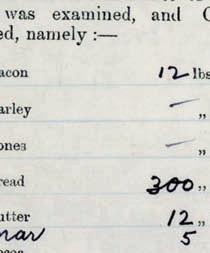 was examined, and
ed, namely :—
acon 12 lbs
arley — „
ones — „
read 300 „
utter 12 „
5